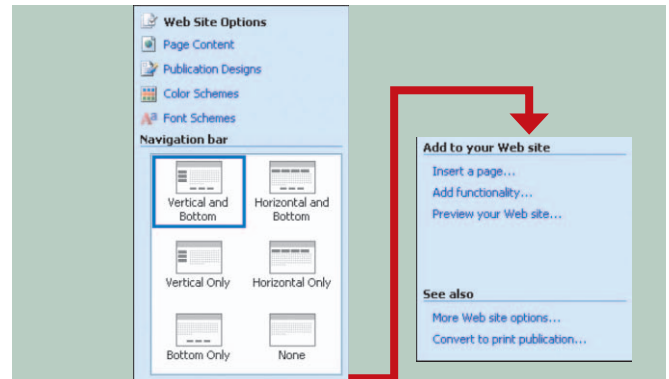 Web Site Options
Page Content
Publication Designs
Color Schemes
Font Schemes
Navigation bar
Vertical and
Bottom
Horizontal and
Bottom
Vertical Only
Horizontal Only
Bottom Only
None
Add to your Web site
Insert a page...
Add functionality...
Preview your Web site...
See also
More Web site options...
Convert to print publication...